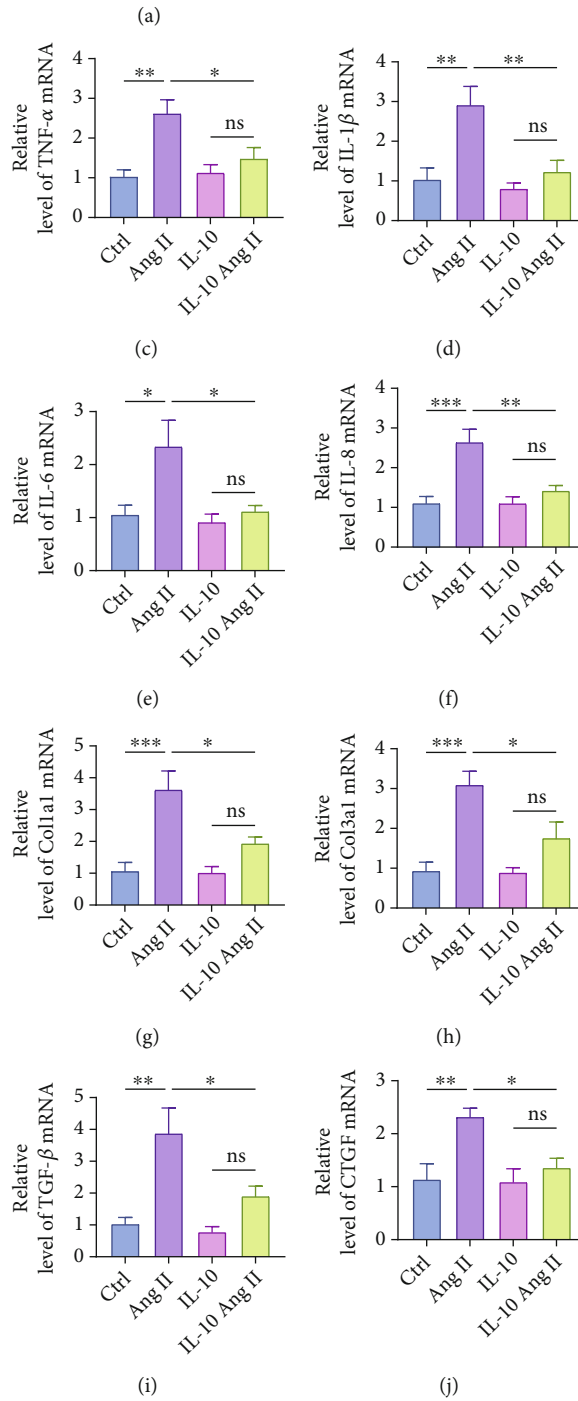 (a)
Relative
level of TNF-α mRNA
4
3
2
1
0
**
*
ns
Ctrl
Ang II
IL-10
IL-10 Ang II
(c)
Relative
level of IL-1β mRNA
4
3
2
1
0
**
**
ns
Ctrl
Ang II
IL-10
IL-10 Ang II
(d)
Relative
level of IL-6 mRNA
3
2
1
0
*
*
ns
Ctrl
Ang II
IL-10
IL-10 Ang II
(e)
Relative
level of IL-8 mRNA
4
3
2
1
0
***
**
ns
Ctrl
Ang II
IL-10
IL-10 Ang II
(f)
Relative
level of Col1a1 mRNA
5
4
3
2
1
0
***
*
ns
Ctrl
Ang II
IL-10
IL-10 Ang II
(g)
Relative
level of Col3a1 mRNA
4
3
2
1
0
***
*
ns
Ctrl
Ang II
IL-10
IL-10 Ang II
(h)
Relative
level of TGF-β mRNA
5
4
3
2
1
0
**
*
ns
Ctrl
Ang II
IL-10
IL-10 Ang II
(i)
Relative
level of CTGF mRNA
3
2
1
0
**
*
ns
Ctrl
Ang II
IL-10
IL-10 Ang II
(j)